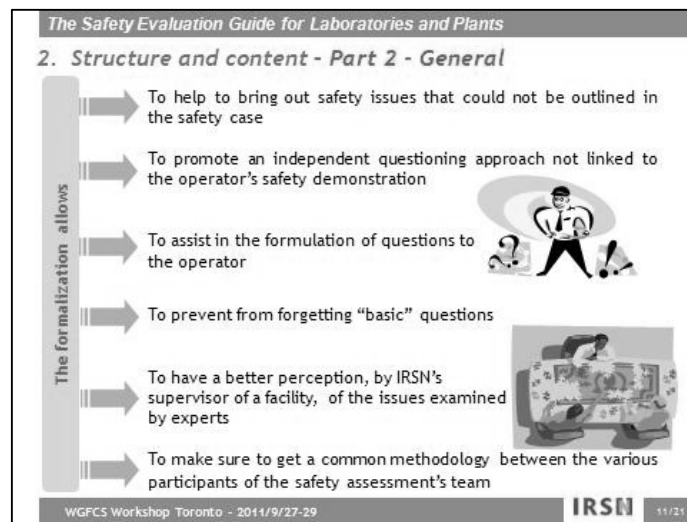 The Safety Evaluation Guide for Laboratories and Plants
2. Structure and content - Part 2 - General
The formalization allows
To help to bring out safety issues that could not be outlined in
the safety case
To promote an independent questioning approach not linked to
the operator's safety demonstration
To assist in the formulation of questions to
the operator
To prevent from forgetting “basic” questions
To have a better perception, by IRSN's
supervisor of a facility, of the issues examined
by experts
To make sure to get a common methodology between the various
participants of the safety assessment's team
WGFCS Workshop Toronto - 2011/9/27-29
IRSN
11/21